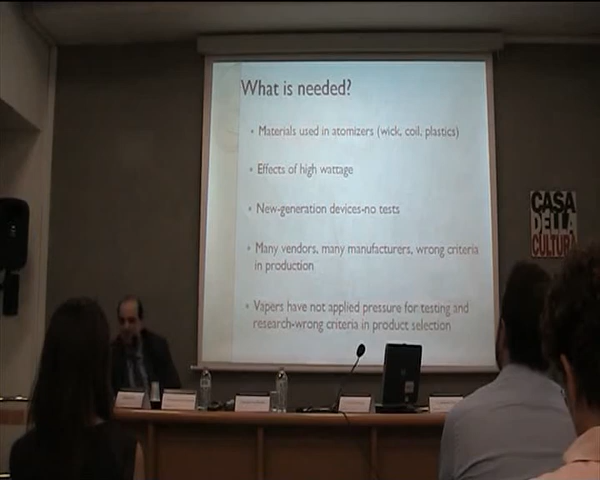 What is needed?
• Materials used in atomizers (wick, coil, plastics)
• Effects of high wattage
• New-generation devices-no tests
• Many vendors, many manufacturers, wrong criteria
in production
• Vapers have not applied pressure for testing and
research-wrong criteria in product selection
CASA
DELLA
CULTURA